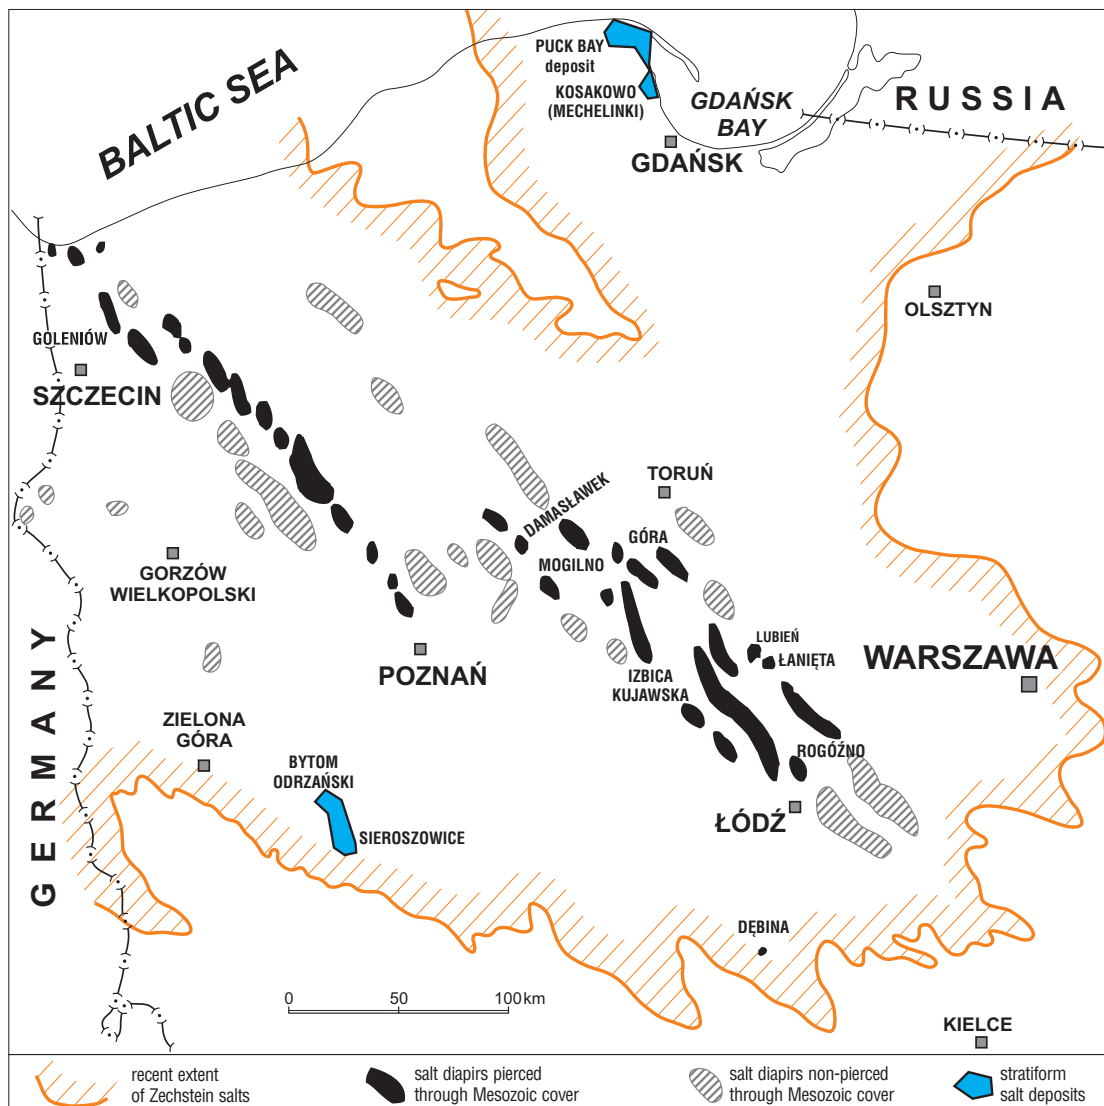 PUCK BAY
deposit
KOSAKOWO
(MECHELINKI)
BALTIC SEA
GDAŃSK
BAY
RUSSIA
GDAŃSK
OLSZTYN
GOLENIÓW
SZCZECIN
TORUŃ
DAMASŁAWEK
GÓRA
MOGILNO
GORZÓW
WIELKOPOLSKI
LUBIEŃ
ŁANIĘTA
WARSZAWA
POZNAŃ
IZBICA
KUJAWSKA
GERMANY
ZIELONA
GÓRA
ROGÓŹNO
BYTOM
ODRZAŃSKI
SIEROSZOWICE
ŁÓDŹ
DĘBINA
0 50 100 km
KIELCE
recent extent
of Zechstein salts
salt diapirs pierced
through Mesozoic cover
salt diapirs non-pierced
through Mesozoic cover
stratiform
salt deposits